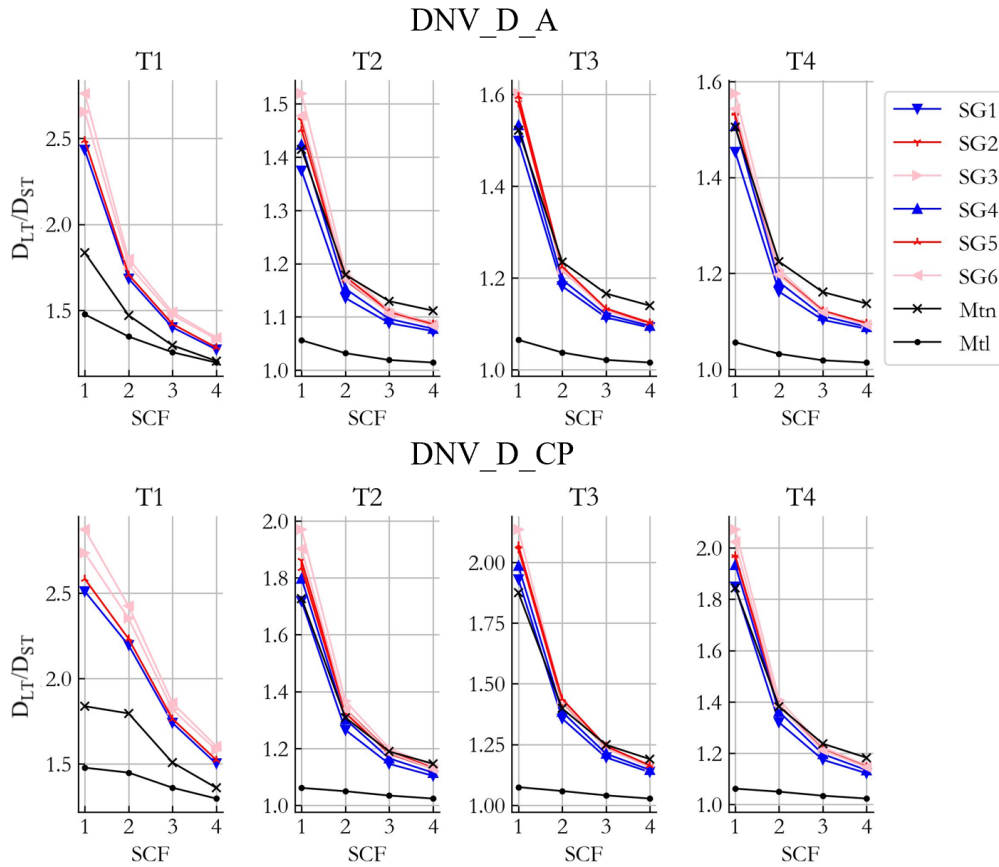 DNV_D_A
T1 T2 T3 T4
2.5
2.0
1.5
1.5
1.4
1.3
1.2
1.1
1.0
1.6
1.4
1.2
1.0
1.6
1.4
1.2
1.0
D_LT/D_ST
1 2 3 4
1 2 3 4
1 2 3 4
1 2 3 4
SCF SCF SCF SCF
SG1
SG2
SG3
SG4
SG5
SG6
Mtn
Mtl
DNV_D_CP
T1 T2 T3 T4
2.5
2.0
1.5
2.0
1.8
1.6
1.4
1.2
1.0
2.00
1.75
1.50
1.25
1.00
2.0
1.8
1.6
1.4
1.2
1.0
D_LT/D_ST
1 2 3 4
1 2 3 4
1 2 3 4
1 2 3 4
SCF SCF SCF SCF